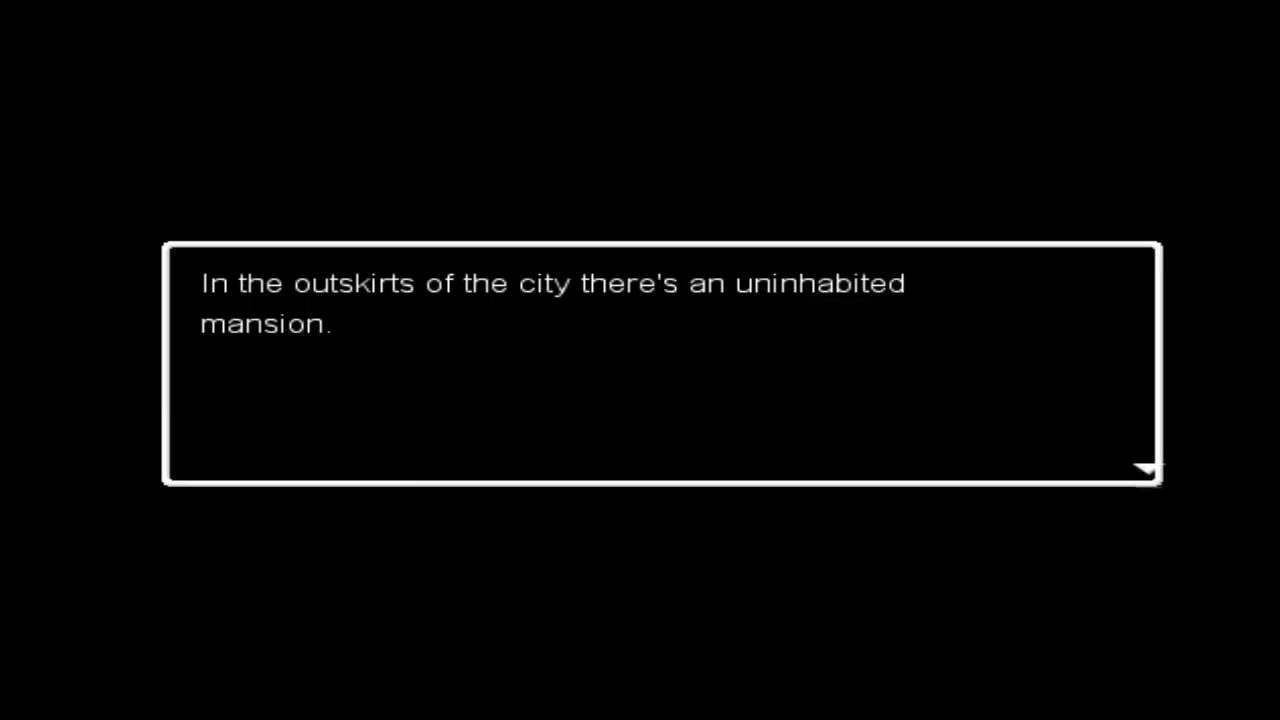 In the outskirts of the city there's an uninhabited
mansion.